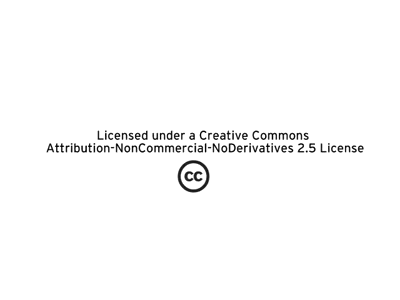 Licensed under a Creative Commons
Attribution-NonCommercial-NoDerivatives 2.5 License
cc